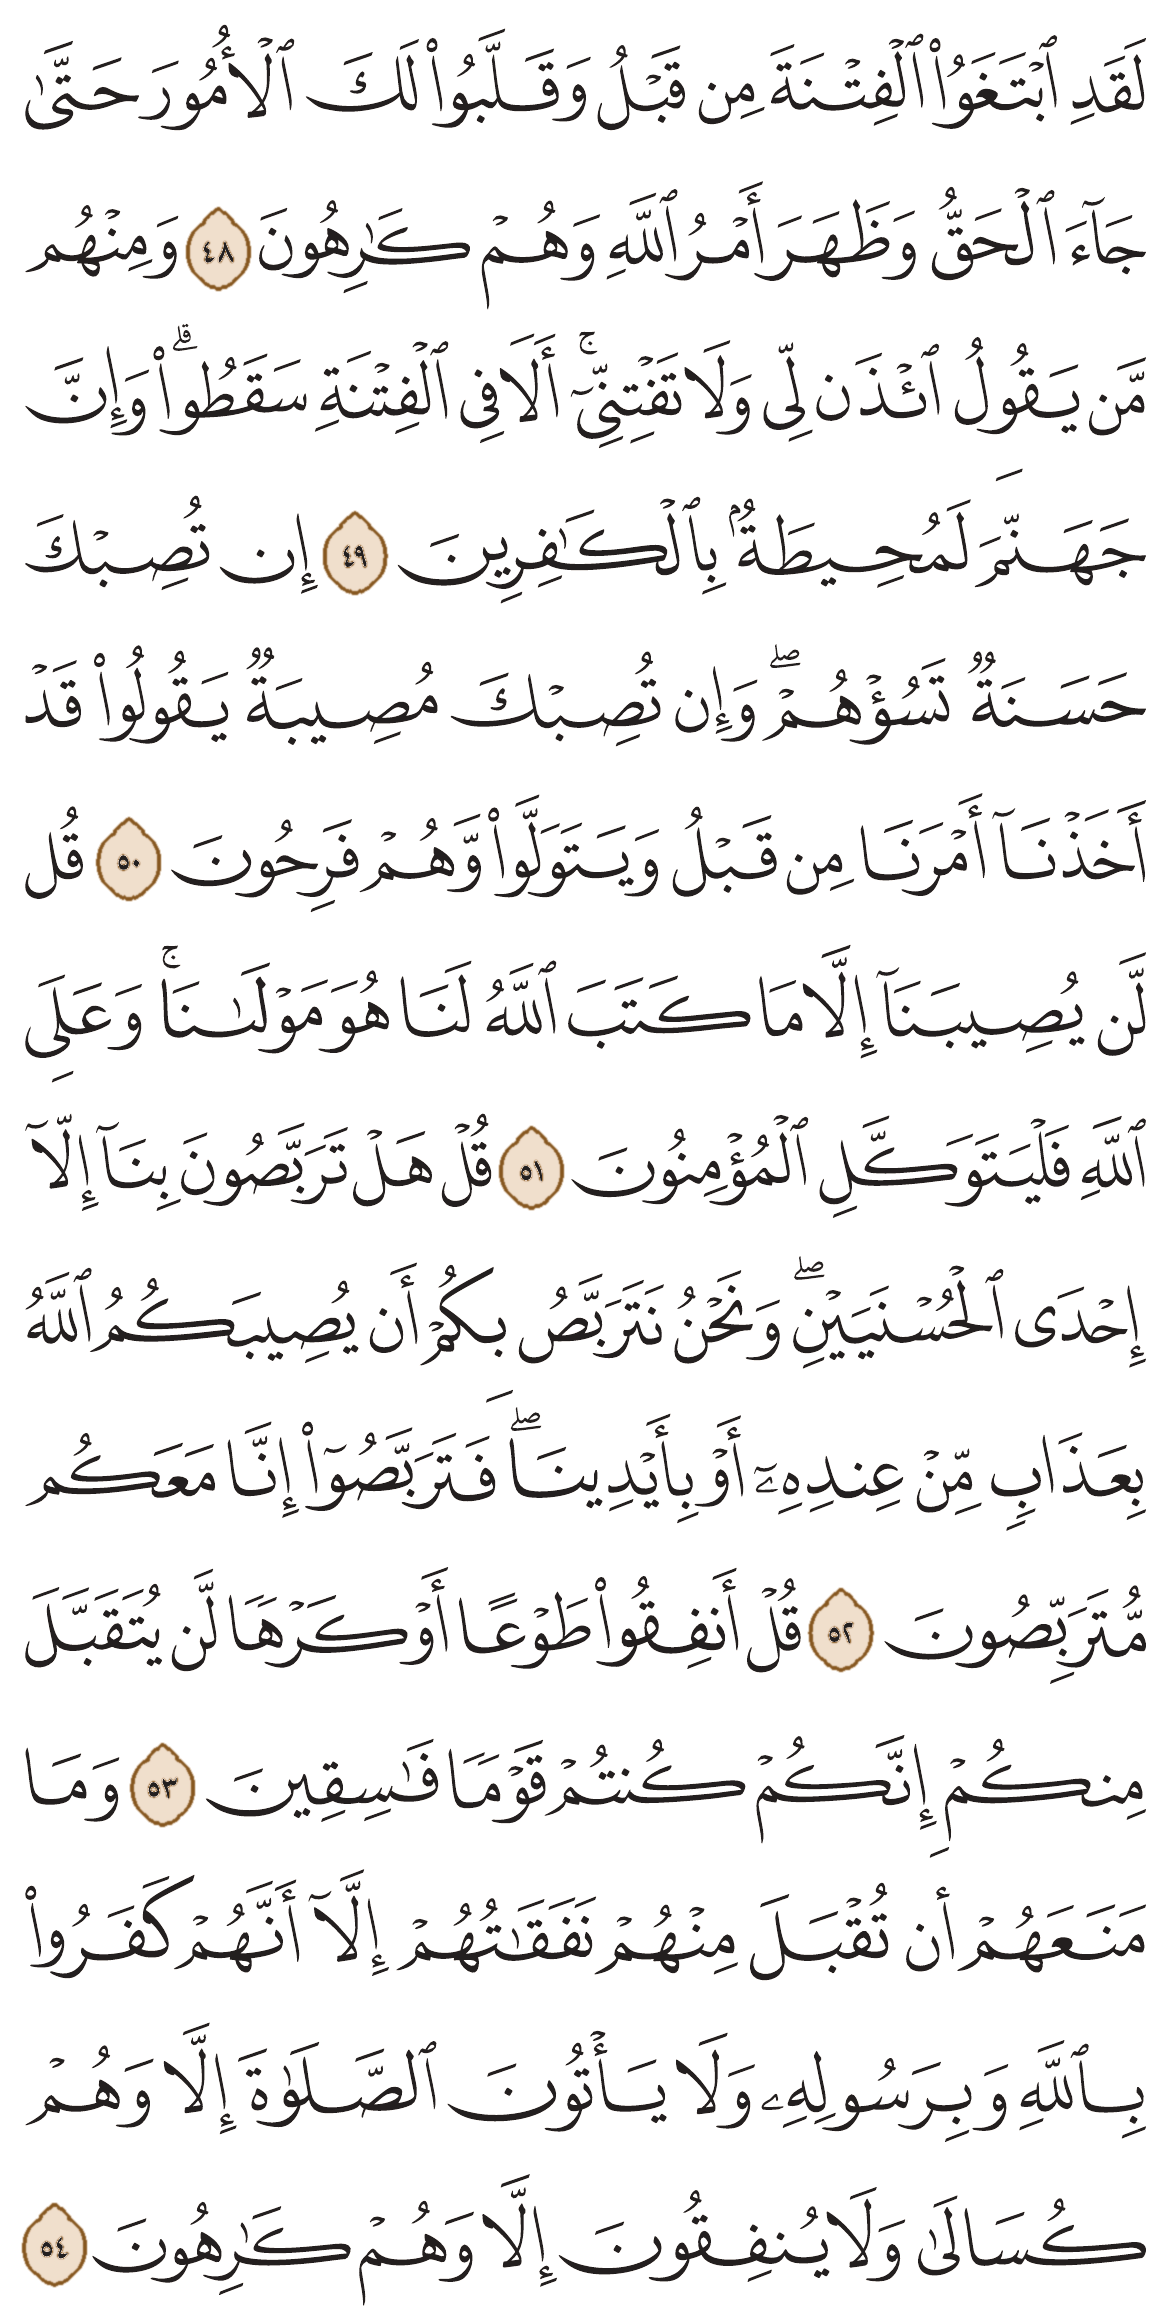 لَقَدِ ٱبْتَغَوُا۟ ٱلْفِتْنَةَ مِن قَبْلُ وَقَلَّبُوا۟ لَكَ ٱلْأُمُورَ حَتَّىٰ
جَآءَ ٱلْحَقُّ وَظَهَرَ أَمْرُ ٱللَّهِ وَهُمْ كَـٰرِهُونَ ٤٨ وَمِنْهُم
مَّن يَقُولُ ٱئْذَن لِّى وَلَا تَفْتِنِّىٓ ۚ أَلَا فِى ٱلْفِتْنَةِ سَقَطُوا۟ ۗ وَإِنَّ
جَهَنَّمَ لَمُحِيطَةٌۢ بِٱلْكَـٰفِرِينَ ٤٩ إِن تُصِبْكَ
حَسَنَةٌ تَسُؤْهُمْ ۖ وَإِن تُصِبْكَ مُصِيبَةٌ يَقُولُوا۟ قَدْ
أَخَذْنَآ أَمْرَنَا مِن قَبْلُ وَيَتَوَلَّوا۟ وَّهُمْ فَرِحُونَ ٥٠ قُل
لَّن يُصِيبَنَآ إِلَّا مَا كَتَبَ ٱللَّهُ لَنَا هُوَ مَوْلَىٰنَا ۚ وَعَلَى
ٱللَّهِ فَلْيَتَوَكَّلِ ٱلْمُؤْمِنُونَ ٥١ قُلْ هَلْ تَرَبَّصُونَ بِنَآ إِلَّآ
إِحْدَى ٱلْحُسْنَيَيْنِ ۖ وَنَحْنُ نَتَرَبَّصُ بِكُمْ أَن يُصِيبَكُمُ ٱللَّهُ
بِعَذَابٍ مِّنْ عِندِهِۦٓ أَوْ بِأَيْدِينَا ۖ فَتَرَبَّصُوٓا۟ إِنَّا مَعَكُم
مُّتَرَبِّصُونَ ٥٢ قُلْ أَنفِقُوا۟ طَوْعًا أَوْ كَرْهًا لَّن يُتَقَبَّلَ
مِنكُمْ إِنَّكُمْ كُنتُمْ قَوْمًا فَـٰسِقِينَ ٥٣ وَمَا
مَنَعَهُمْ أَن تُقْبَلَ مِنْهُمْ نَفَقَـٰتُهُمْ إِلَّآ أَنَّهُمْ كَفَرُوا۟
بِٱللَّهِ وَبِرَسُولِهِۦ وَلَا يَأْتُونَ ٱلصَّلَوٰةَ إِلَّا وَهُمْ
كُسَالَىٰ وَلَا يُنفِقُونَ إِلَّا وَهُمْ كَـٰرِهُونَ ٥٤